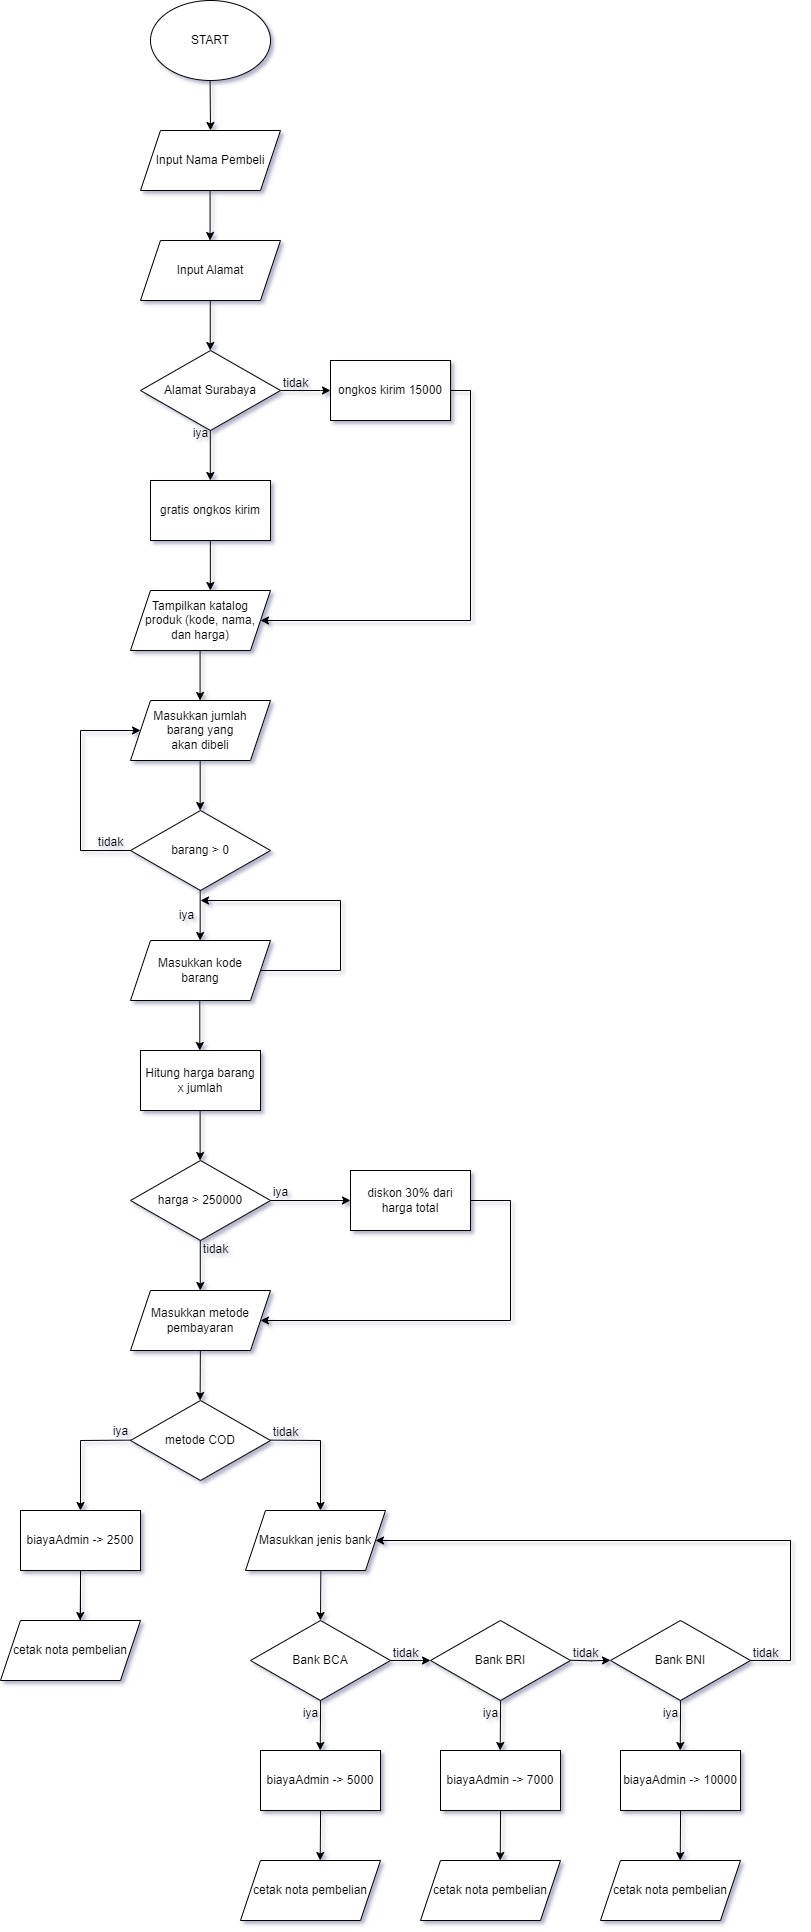 START
Input Nama Pembeli
Input Alamat
Alamat Surabaya
tidak
ongkos kirim 15000
iya
gratis ongkos kirim
Tampilkan katalog
produk (kode, nama,
dan harga)
Masukkan jumlah
barang yang
akan dibeli
tidak
barang > 0
iya
Masukkan kode
barang
Hitung harga barang
x jumlah
harga > 250000
iya
diskon 30% dari
harga total
tidak
Masukkan metode
pembayaran
iya
metode COD
tidak
biayaAdmin -> 2500
Masukkan jenis bank
cetak nota pembelian
Bank BCA
tidak
Bank BRI
tidak
Bank BNI
tidak
iya
iya
iya
biayaAdmin -> 5000
biayaAdmin -> 7000
biayaAdmin -> 10000
cetak nota pembelian
cetak nota pembelian
cetak nota pembelian